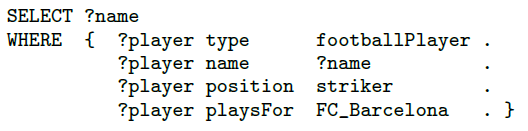 SELECT ?name
WHERE { ?player type footballPlayer .
?player name ?name .
?player position striker .
?player playsFor FC_Barcelona . }